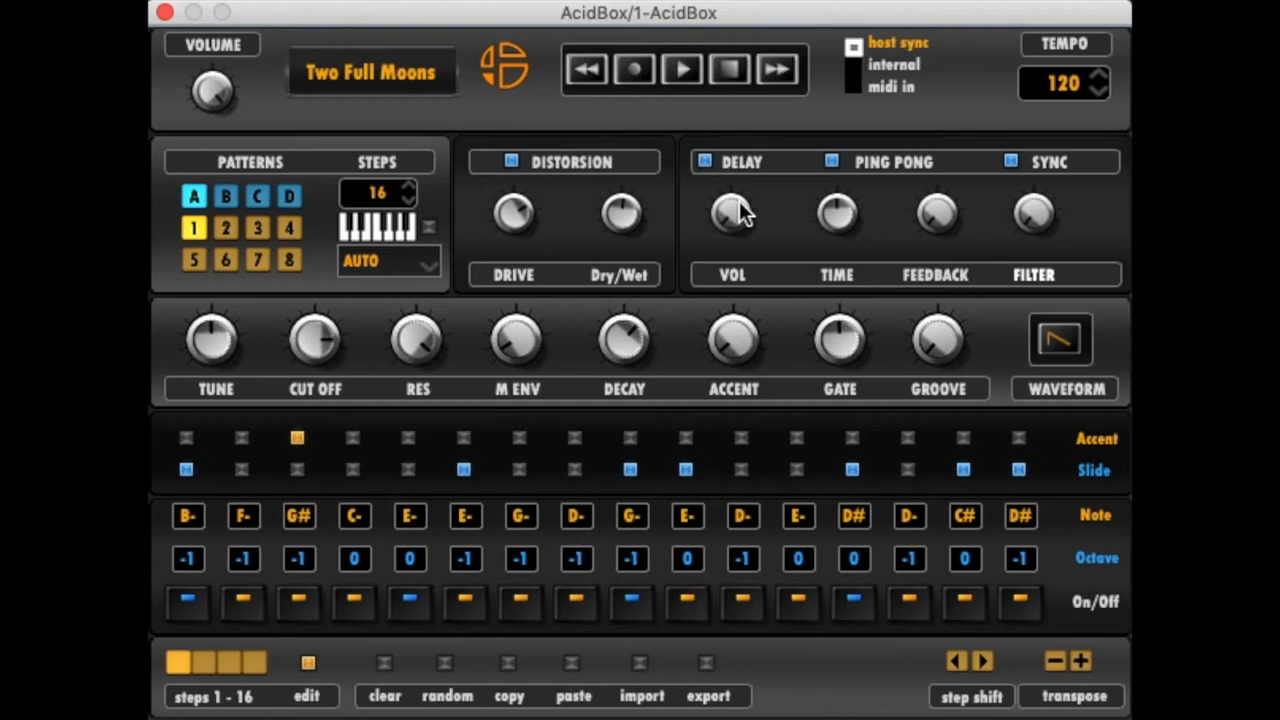 AcidBox/1-AcidBox
VOLUME
Two Full Moons
host sync
internal
midi in
TEMPO
120
PATTERNS STEPS
A B C D
16
1 2 3 4
5 6 7 8
AUTO
DISTORSION
DRIVE Dry/Wet
DELAY PING PONG SYNC
VOL TIME FEEDBACK FILTER
TUNE CUT OFF RES M ENV DECAY ACCENT GATE GROOVE WAVEFORM
Accent
Slide
B- F- G# C- E- E- G- D- G- E- D- E- D# D- C# D# Note
-1 -1 -1 0 0 -1 -1 -1 -1 0 -1 0 0 -1 0 -1 Octave
On/Off
steps 1 - 16 edit clear random copy paste import export step shift transpose